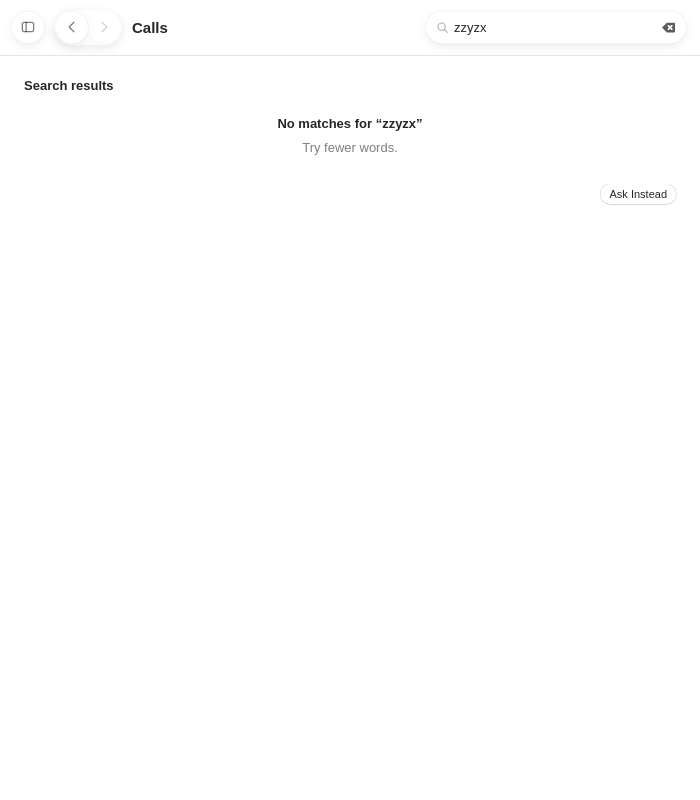 Calls
zzyzx
Search results
No matches for “zzyzx”
Try fewer words.
Ask Instead